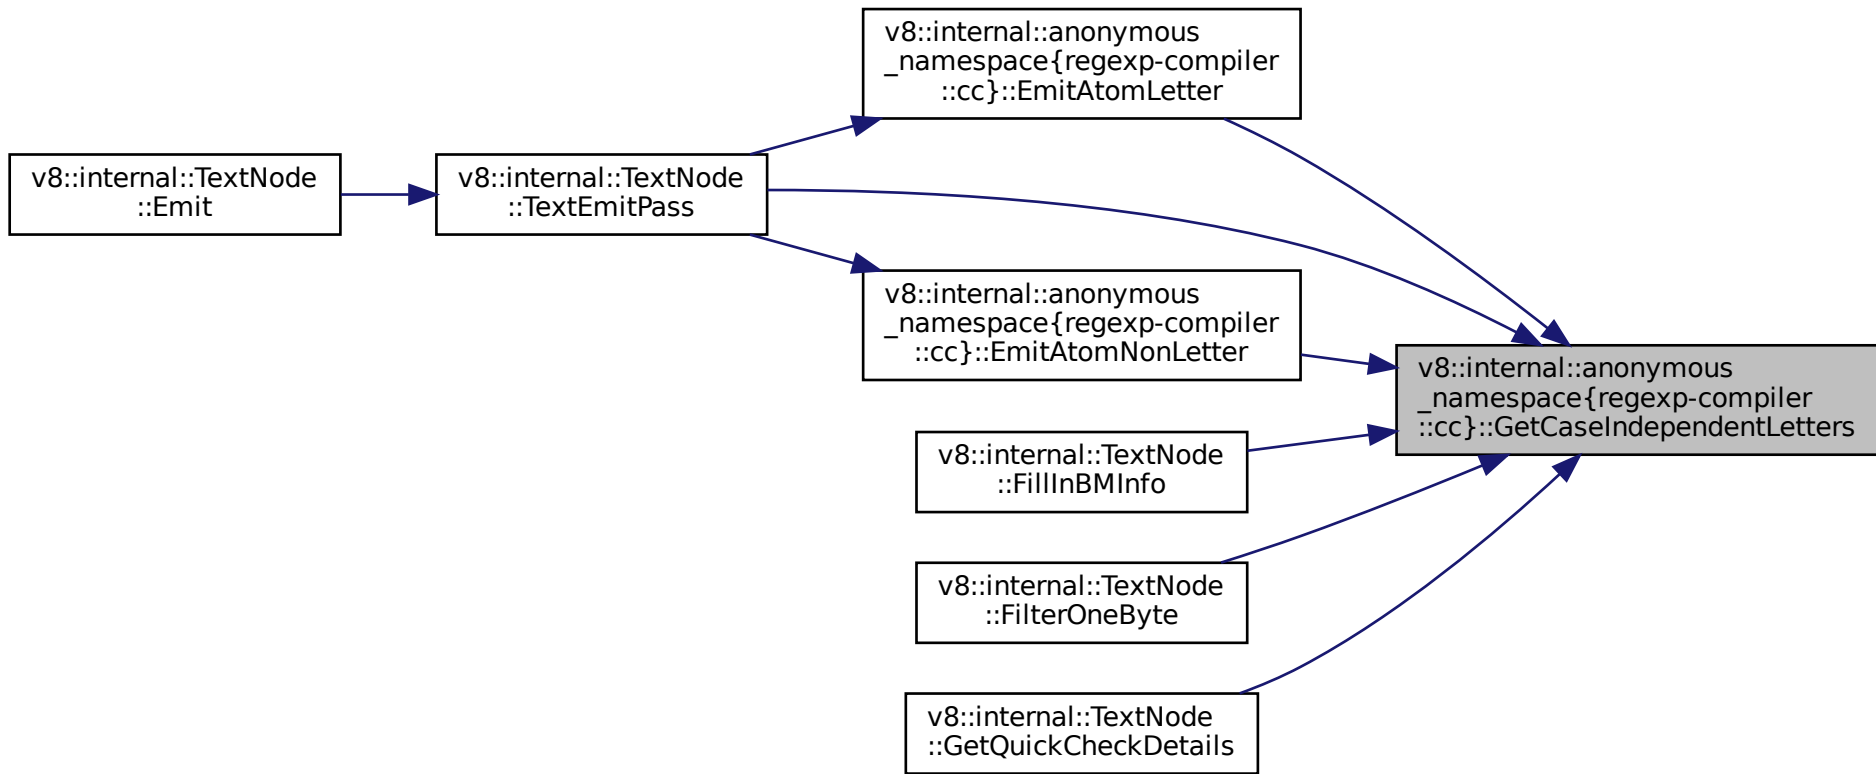 v8::internal::anonymous
_namespace{regexp-compiler
::cc}::EmitAtomLetter
v8::internal::TextNode
::Emit
v8::internal::TextNode
::TextEmitPass
v8::internal::anonymous
_namespace{regexp-compiler
::cc}::EmitAtomNonLetter
v8::internal::anonymous
_namespace{regexp-compiler
::cc}::GetCaseIndependentLetters
v8::internal::TextNode
::FillInBMInfo
v8::internal::TextNode
::FilterOneByte
v8::internal::TextNode
::GetQuickCheckDetails